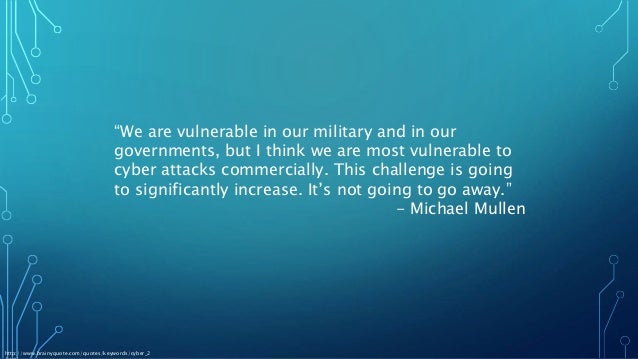 “We are vulnerable in our military and in our
governments, but I think we are most vulnerable to
cyber attacks commercially. This challenge is going
to significantly increase. It’s not going to go away.”
– Michael Mullen
http://www.brainyquote.com/quotes/keywords/cyber_2